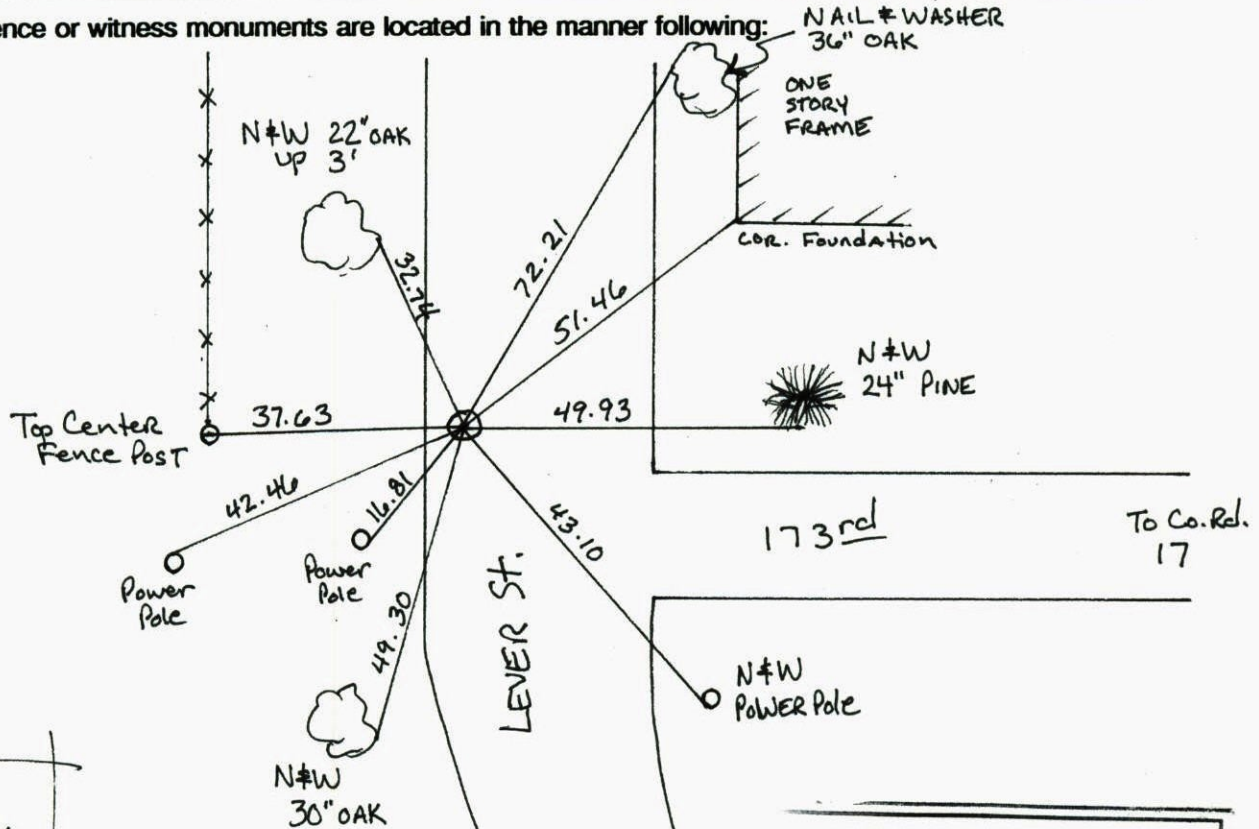 ence or witness monuments are located in the manner following:
NAIL & WASHER
36" OAK
ONE
STORY
FRAME
N&W 22" OAK
UP 3'
COR. Foundation
32.74
72.21
51.46
N&W
24" PINE
Top Center
Fence Post
37.63
49.93
42.46
16.81
43.10
173rd
To Co. Rd.
17
Power
Pole
Power
Pole
49.30
LEVER St.
N&W
POWER Pole
N&W
30" OAK